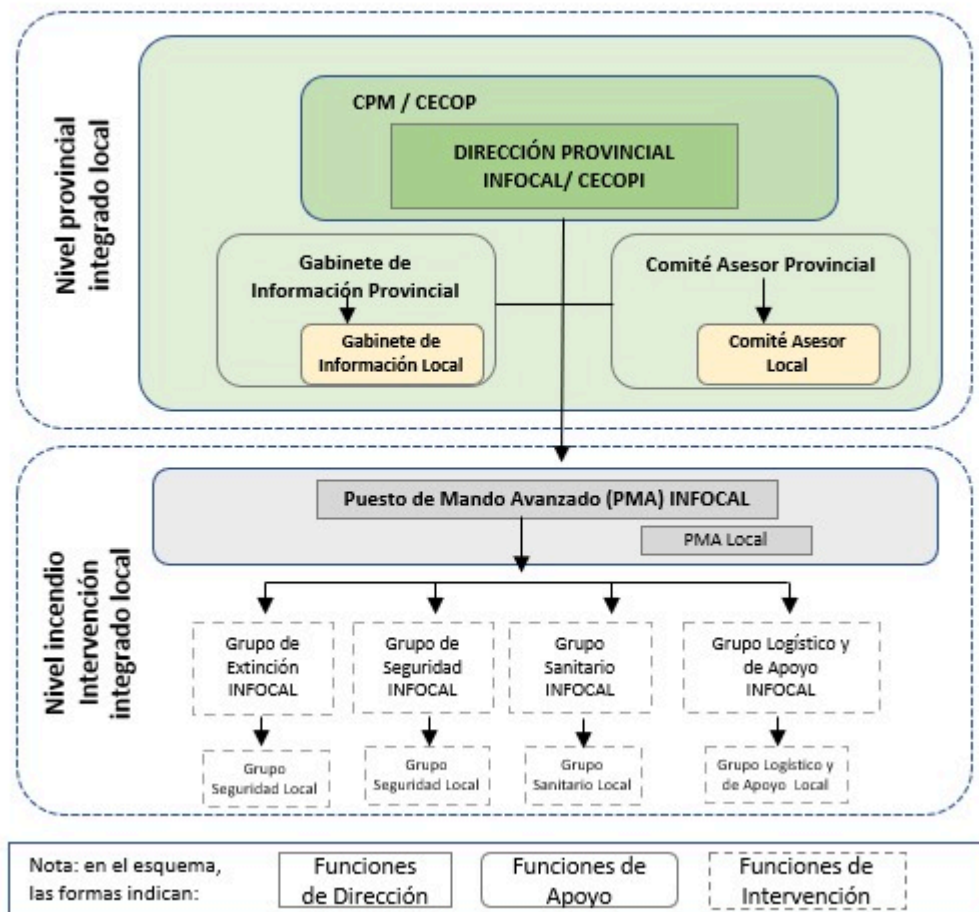 Nivel provincial
integrado local
CPM / CECOP
DIRECCIÓN PROVINCIAL
INFOCAL/ CECOPI
Gabinete de
Información Provincial
Gabinete de
Información Local
Comité Asesor Provincial
Comité Asesor
Local
Nivel incendio
Intervención
integrado local
Puesto de Mando Avanzado (PMA) INFOCAL
PMA Local
Grupo de
Extinción
INFOCAL
Grupo de
Seguridad
INFOCAL
Grupo
Sanitario
INFOCAL
Grupo Logístico y
de Apoyo
INFOCAL
Grupo
Seguridad Local
Grupo
Seguridad Local
Grupo
Sanitario Local
Grupo Logístico y
de Apoyo Local
Nota: en el esquema,
las formas indican:
Funciones
de Dirección
Funciones de
Apoyo
Funciones de
Intervención